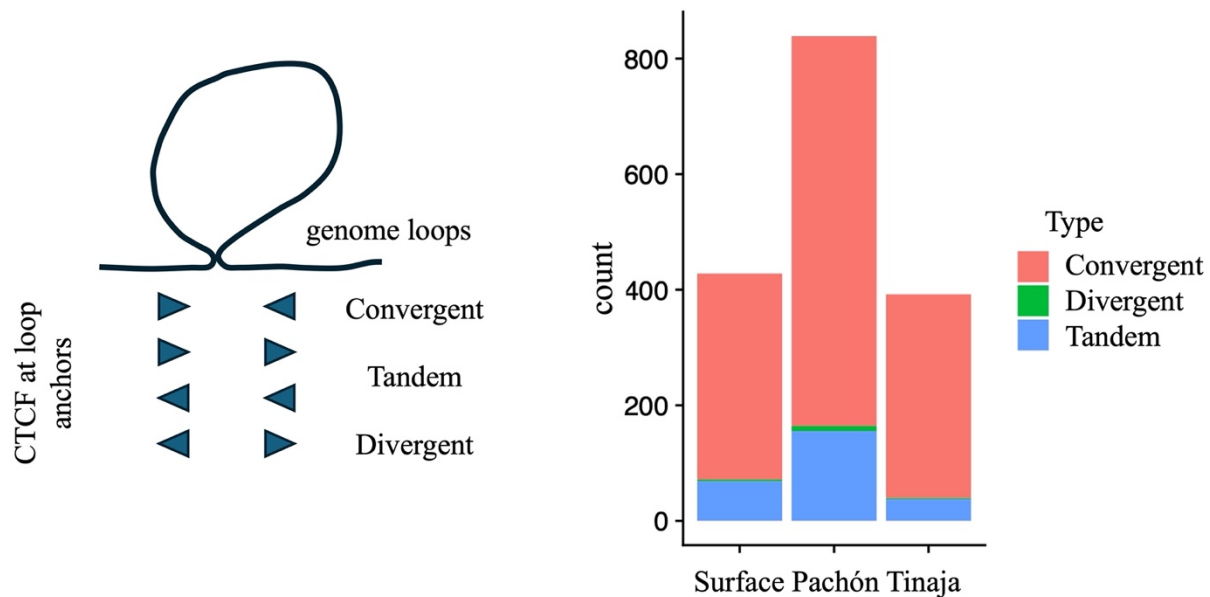 genome loops
CTCF at loop
anchors
Convergent
Tandem
Divergent
count
800
600
400
200
0
Surface Pachón Tinaja
Type
Convergent
Divergent
Tandem